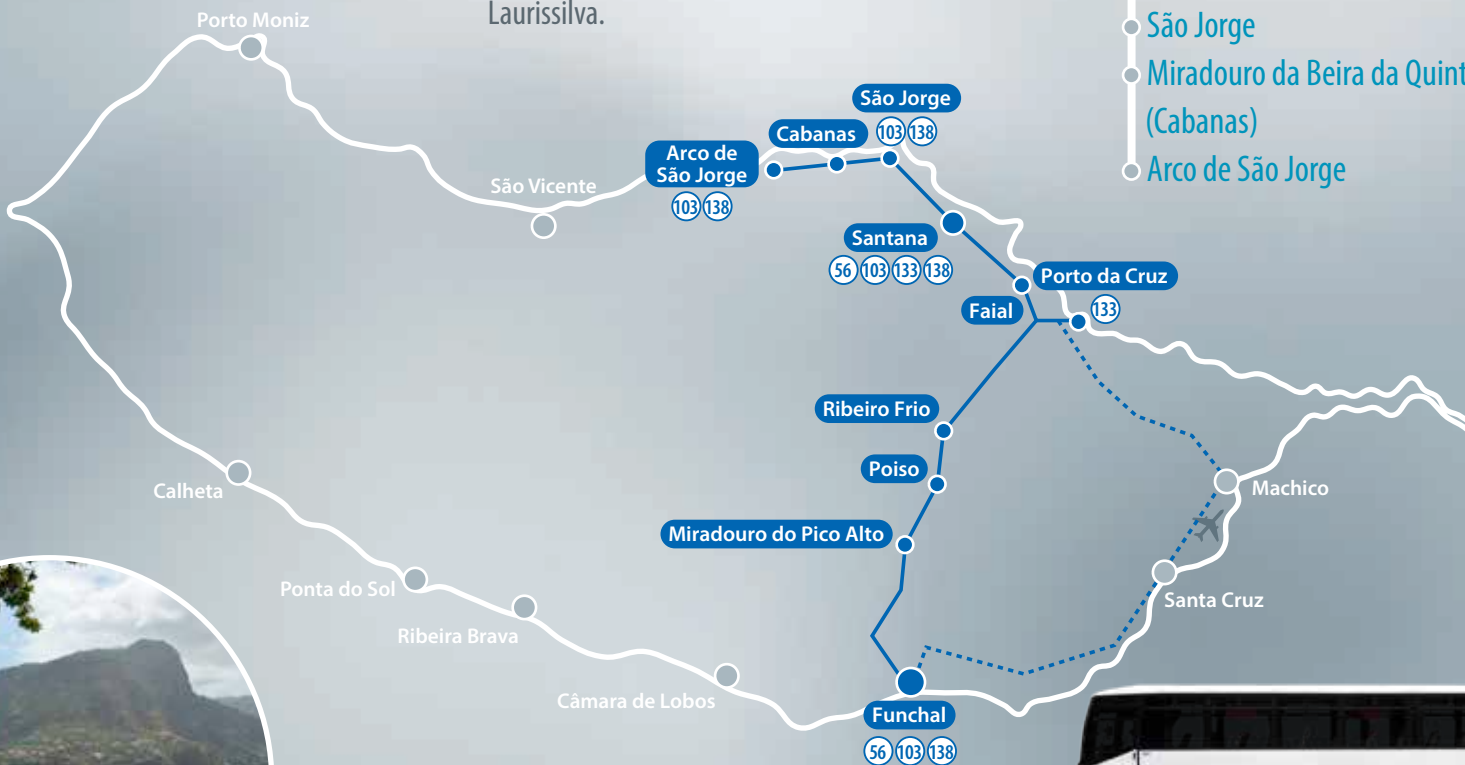 Laurissilva.
São Jorge
Miradouro da Beira da Quint
(Cabanas)
Arco de São Jorge
Porto Moniz
São Jorge
103 138
Cabanas
Arco de
São Jorge
103 138
São Vicente
Santana
56 103 133 138
Porto da Cruz
133
Faial
Ribeiro Frio
Poiso
Calheta
Machico
Miradouro do Pico Alto
Ponta do Sol
Santa Cruz
Ribeira Brava
Câmara de Lobos
Funchal
56 103 138